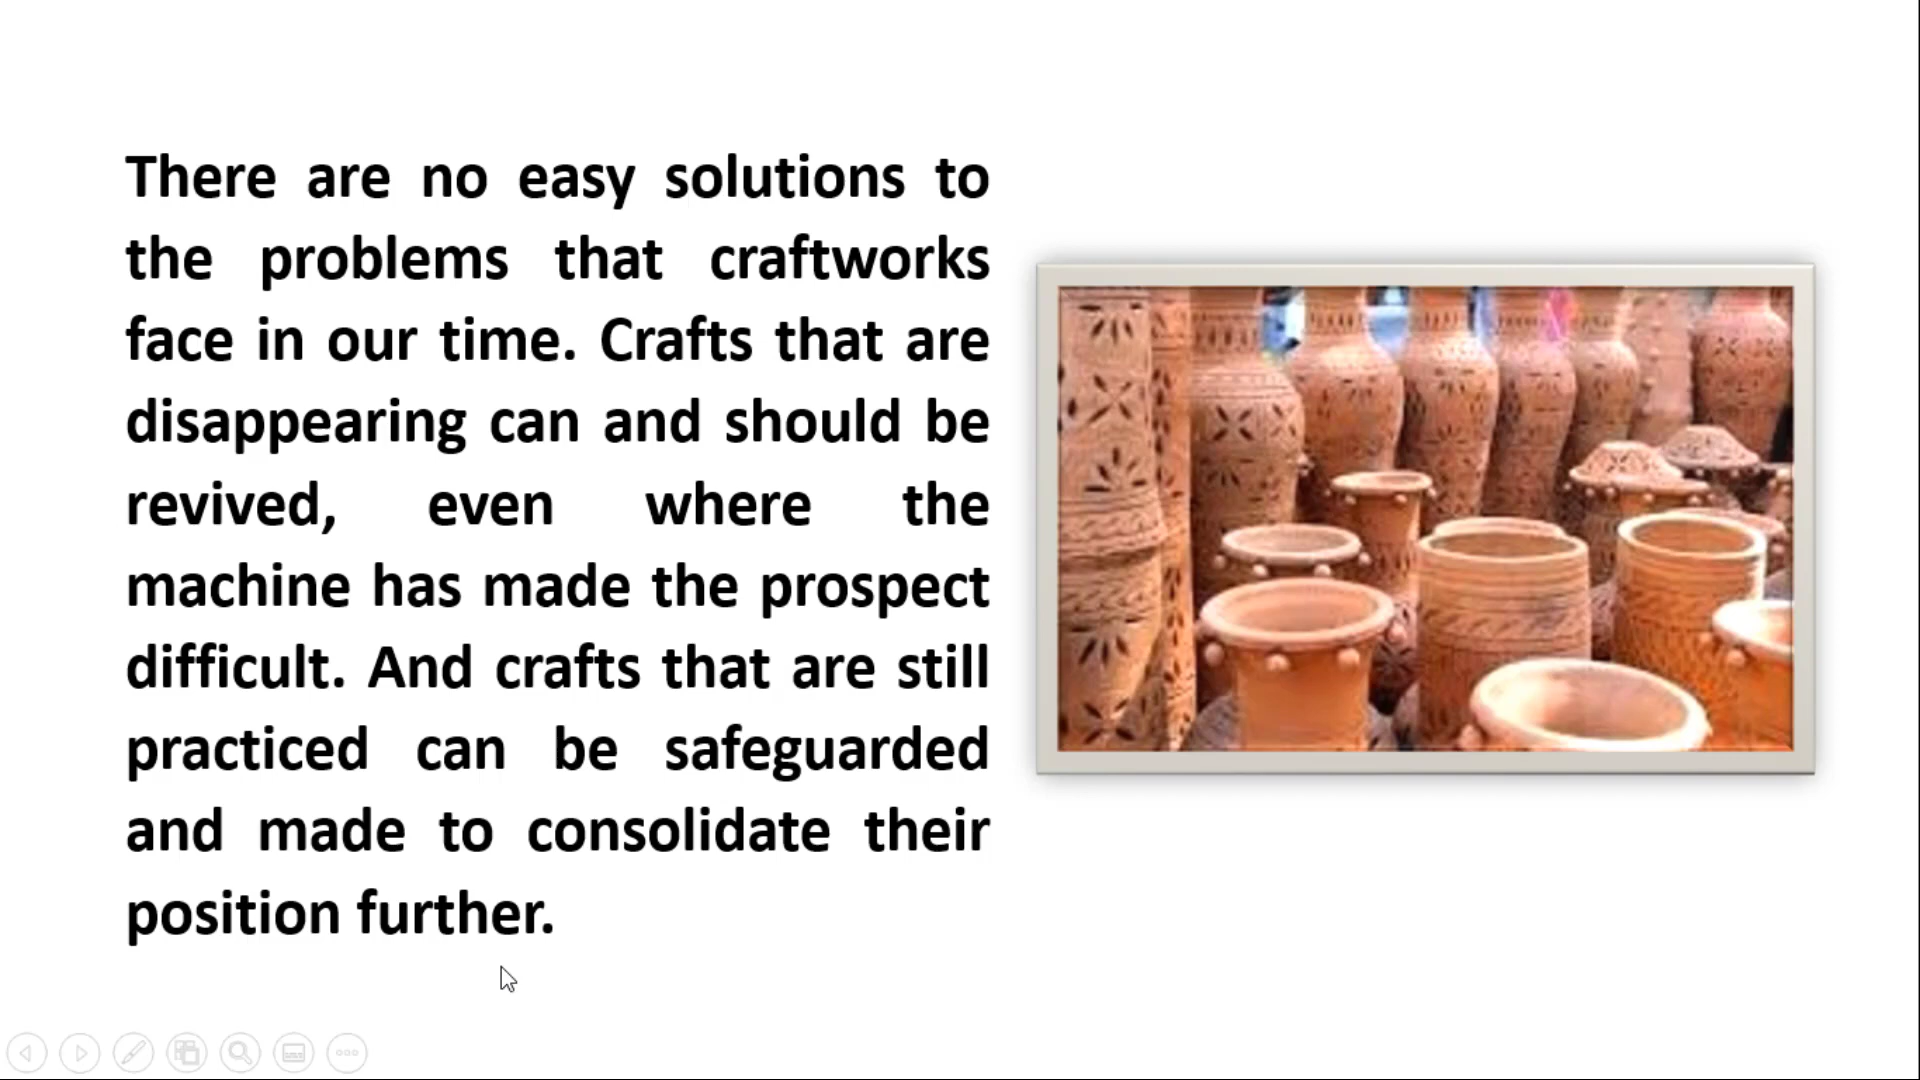 There are no easy solutions to
the problems that craftworks
face in our time. Crafts that are
disappearing can and should be
revived, even where the
machine has made the prospect
difficult. And crafts that are still
practiced can be safeguarded
and made to consolidate their
position further.